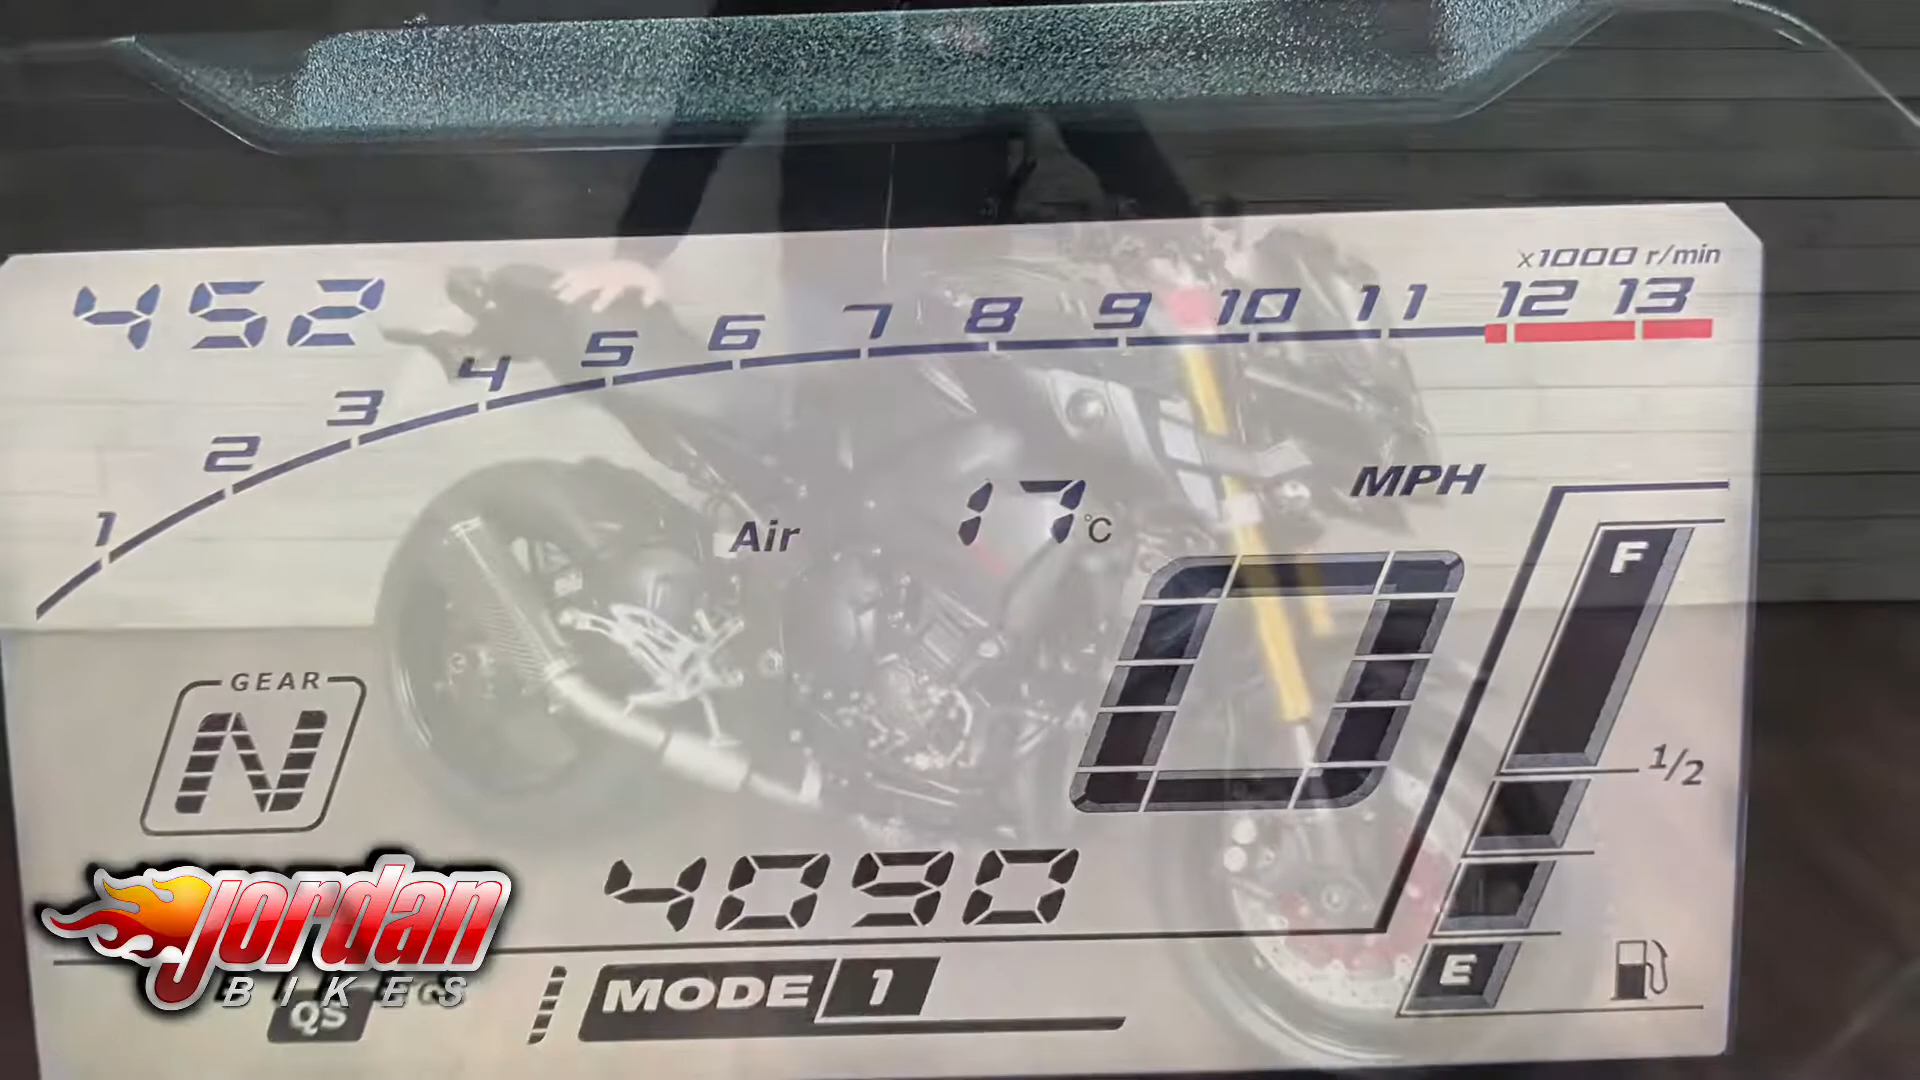 x1000 r/min
452
1 2 3 4 5 6 7 8 9 10 11 12 13
MPH
Air 17°C
0
F
1/2
E
GEAR
N
4090
Jordan
BIKES
QS
MODE 1